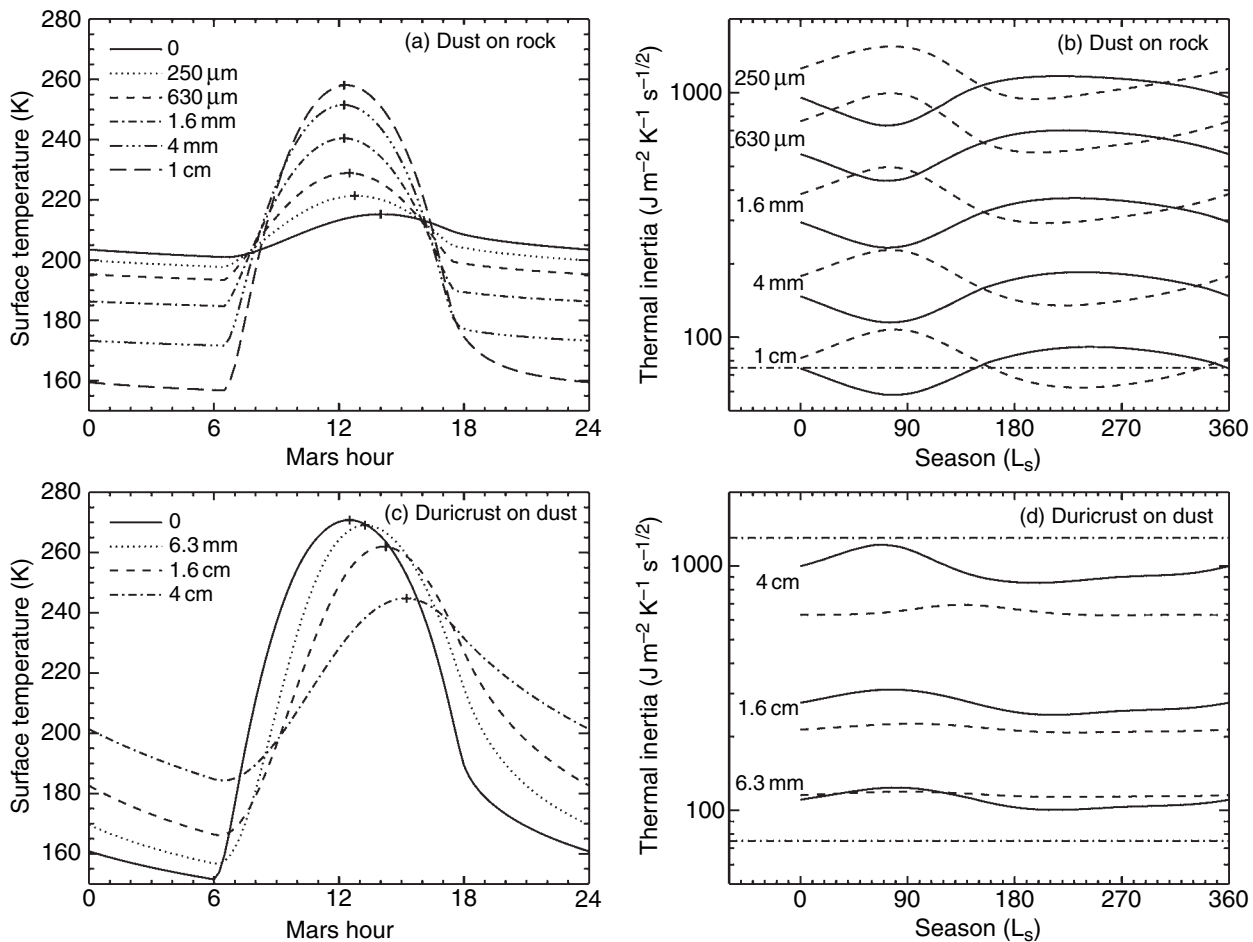 (a) Dust on rock
0
250 μm
630 μm
1.6 mm
4 mm
1 cm
280
260
240
220
200
180
160
0
6
12
18
24
Surface temperature (K)
Mars hour
(b) Dust on rock
250 μm
630 μm
1.6 mm
4 mm
1 cm
1000
100
0
90
180
270
360
Thermal inertia (J m⁻² K⁻¹ s⁻¹/²)
Season (Lₛ)
(c) Duricrust on dust
0
6.3 mm
1.6 cm
4 cm
280
260
240
220
200
180
160
0
6
12
18
24
Surface temperature (K)
Mars hour
(d) Duricrust on dust
4 cm
1.6 cm
6.3 mm
1000
100
0
90
180
270
360
Thermal inertia (J m⁻² K⁻¹ s⁻¹/²)
Season (Lₛ)